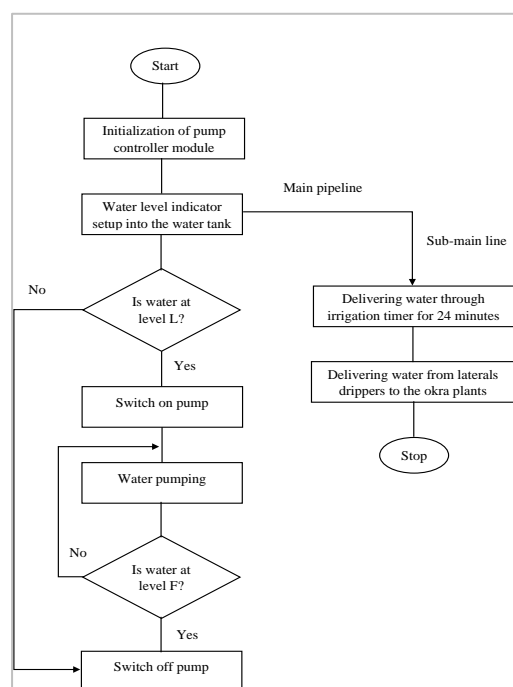 Start
Initialization of pump
controller module
Water level indicator
setup into the water tank
Main pipeline
Sub-main line
No
Is water at
level L?
Delivering water through
irrigation timer for 24 minutes
Yes
Delivering water from laterals
drippers to the okra plants
Switch on pump
Stop
Water pumping
No
Is water at
level F?
Yes
Switch off pump